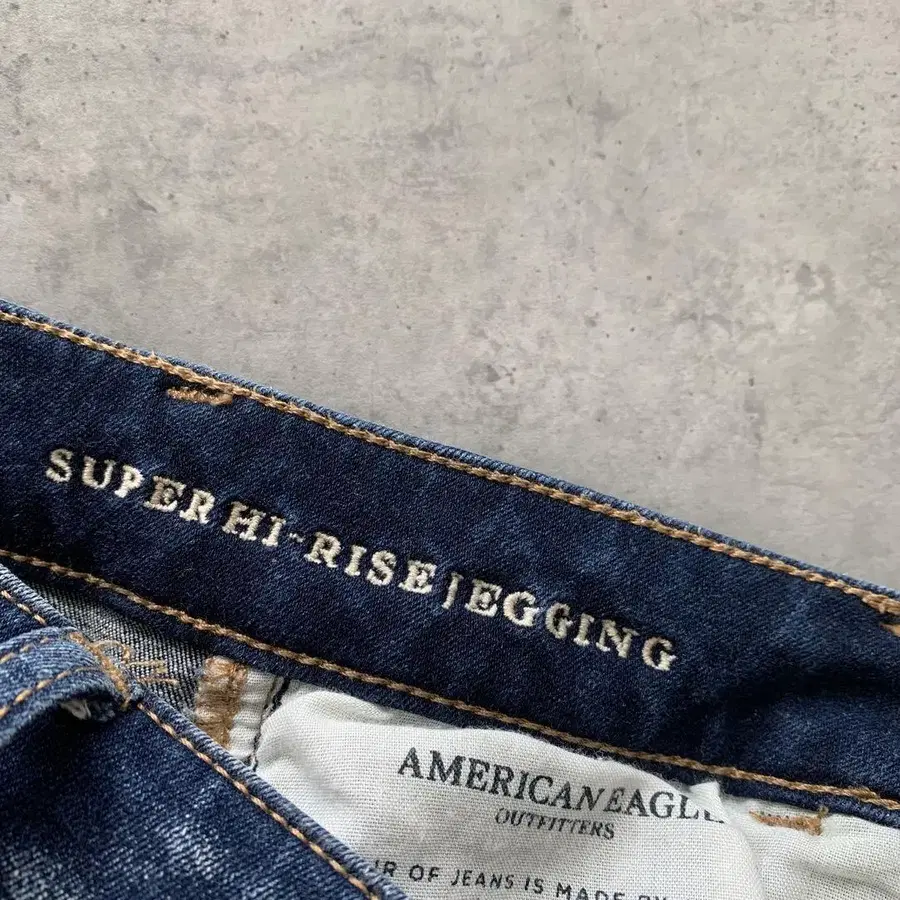 SUPER HI-RISE JEGGING
AMERICAN EAGLE
OUTFITTERS
OF JEANS IS MADE